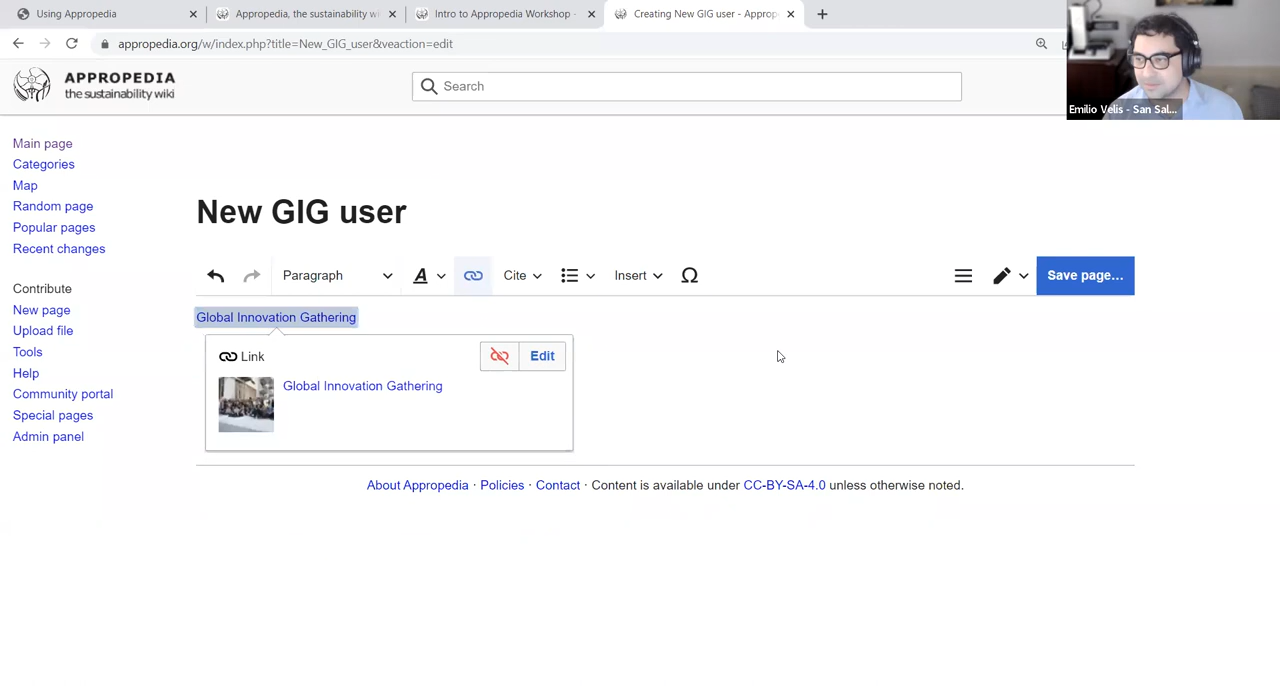 Using Appropedia
Appropedia, the sustainability wi
Intro to Appropedia Workshop -
Creating New GIG user - Approp
appropedia.org/w/index.php?title=New_GIG_user&veaction=edit
APPROPEDIA
the sustainability wiki
Search
Emilio Velis - San Sal...
Main page
Categories
Map
Random page
Popular pages
Recent changes
Contribute
New page
Upload file
Tools
Help
Community portal
Special pages
Admin panel
New GIG user
Paragraph
A
Cite
Insert
Ω
Save page...
Global Innovation Gathering
Link
Edit
Global Innovation Gathering
About Appropedia · Policies · Contact · Content is available under CC-BY-SA-4.0 unless otherwise noted.